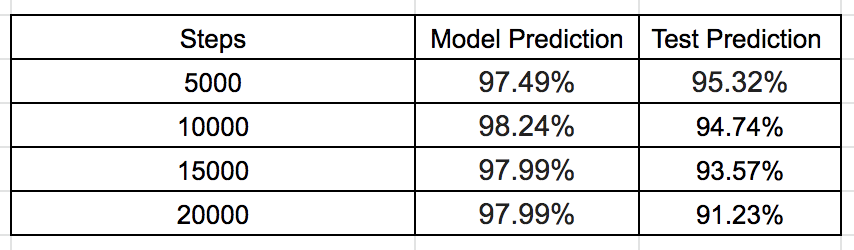 Steps Model Prediction Test Prediction
5000 97.49% 95.32%
10000 98.24% 94.74%
15000 97.99% 93.57%
20000 97.99% 91.23%